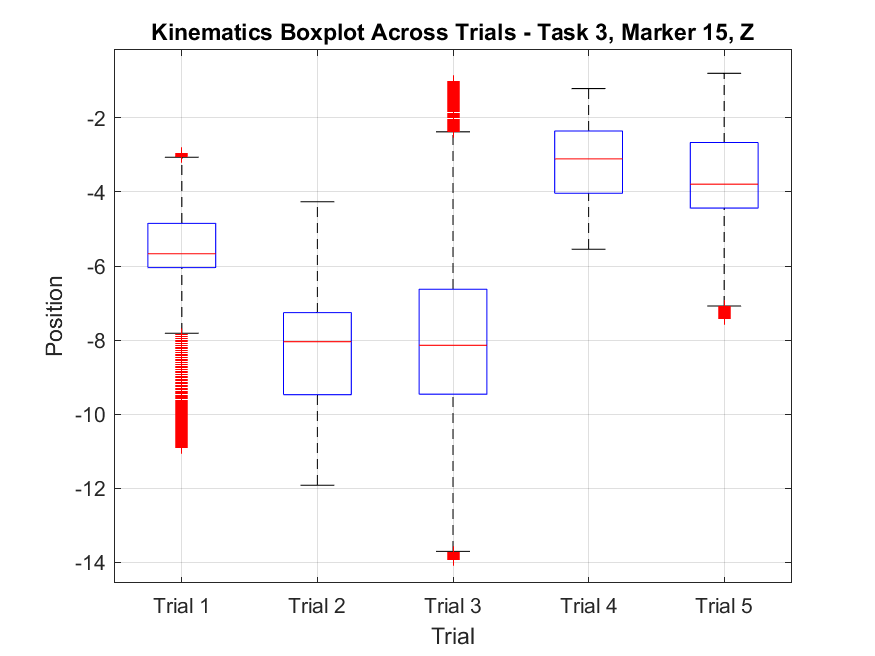 Kinematics Boxplot Across Trials - Task 3, Marker 15, Z
Position
-2
-4
-6
-8
-10
-12
-14
Trial 1 Trial 2 Trial 3 Trial 4 Trial 5
Trial